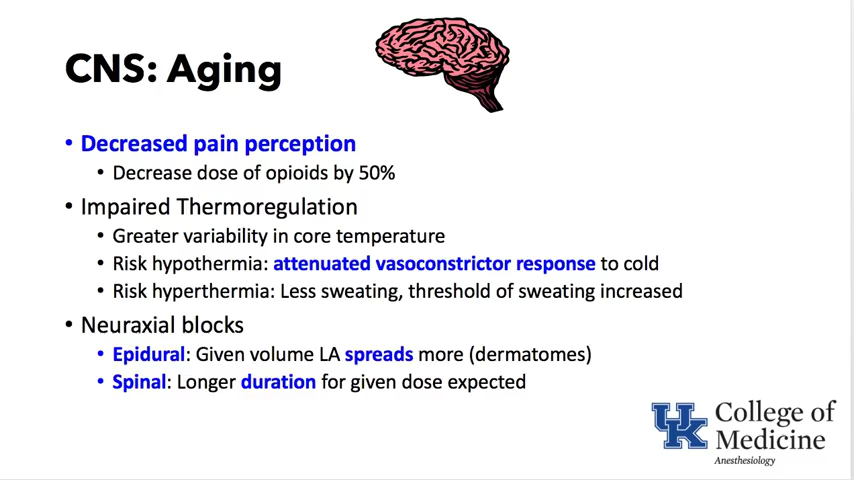 CNS: Aging
• Decreased pain perception
• Decrease dose of opioids by 50%
• Impaired Thermoregulation
• Greater variability in core temperature
• Risk hypothermia: attenuated vasoconstrictor response to cold
• Risk hyperthermia: Less sweating, threshold of sweating increased
• Neuraxial blocks
• Epidural: Given volume LA spreads more (dermatomes)
• Spinal: Longer duration for given dose expected
UK College of
Medicine
Anesthesiology